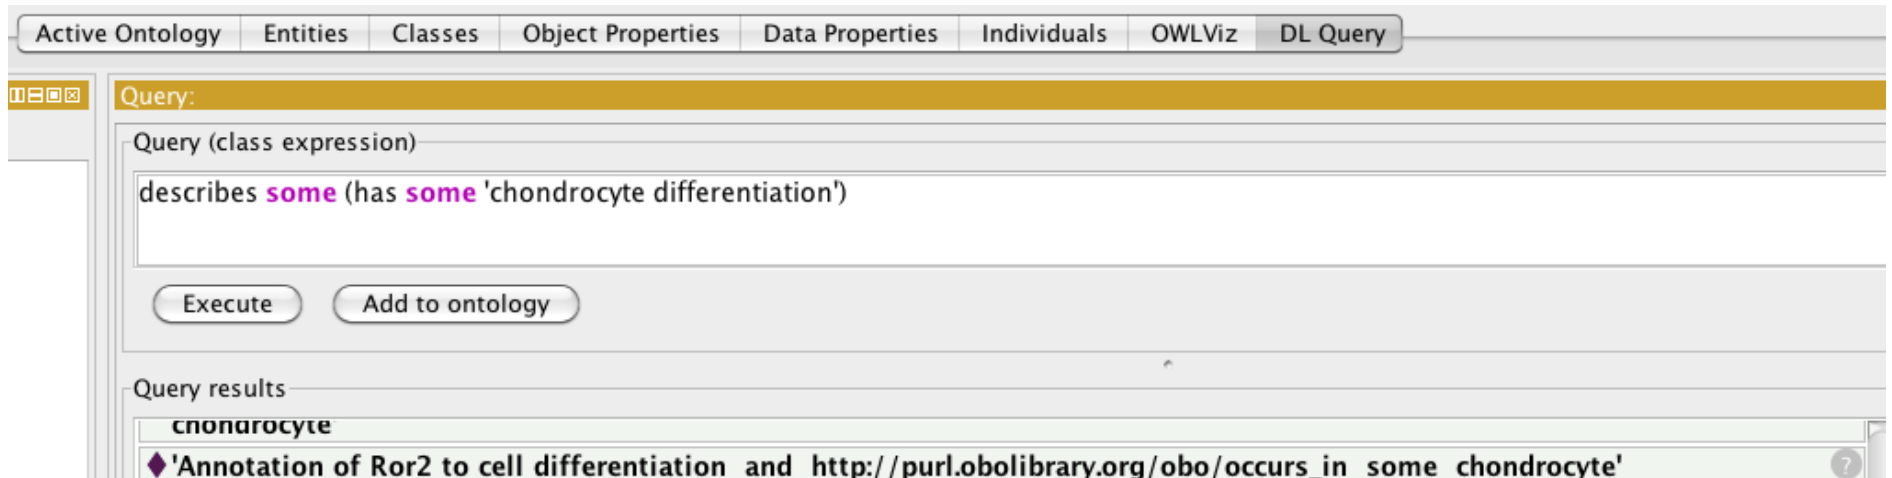 Active Ontology Entities Classes Object Properties Data Properties Individuals OWLViz DL Query
Query:
Query (class expression)
describes some (has some 'chondrocyte differentiation')
Execute Add to ontology
Query results
chondrocyte
'Annotation of Ror2 to cell differentiation and http://purl.obolibrary.org/obo/occurs_in some chondrocyte'
?